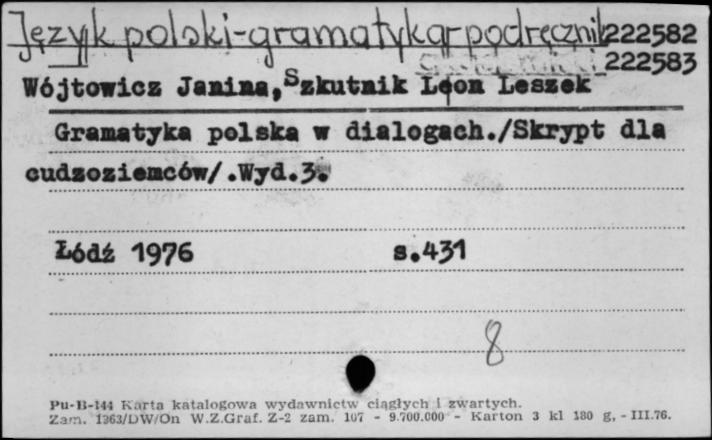 Język polski-gramatyka-podręcznik 222582
222583
Wójtowicz Janina, Szkutnik Leon Leszek
Gramatyka polska w dialogach./Skrypt dla
cudzoziemców/.Wyd.3.
Łódź 1976 s.431
8
Pu-B-144 Karta katalogowa wydawnictw ciągłych i zwartych.
Zam. 1363/DW/On W.Z.Graf. Z-2 zam. 107 - 9.700.000 - Karton 3 kl 180 g. - III.76.